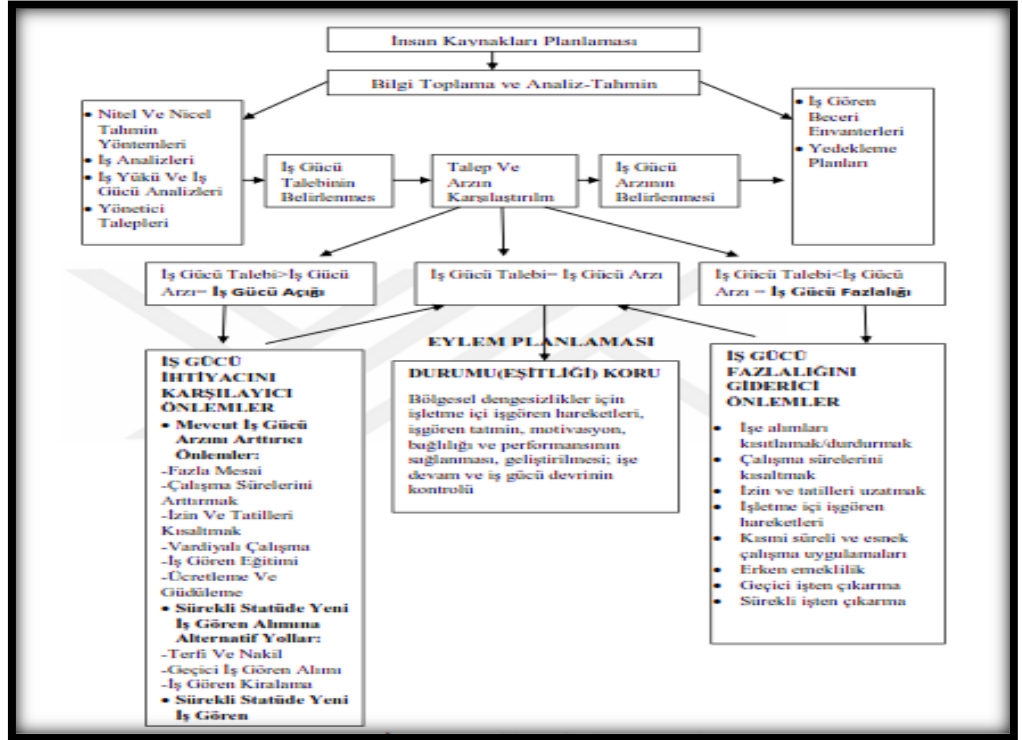 İnsan Kaynakları Planlaması
Bilgi Toplama ve Analiz-Tahmin
• Nitel Ve Nicel
Tahmin
Yöntemleri
• İş Analizleri
• İş Yükü Ve İş
Gücü Analizleri
• Yönetici
Talepleri
İş Gücü
Talebinin
Belirlenmes
Talep Ve
Arzın
Karşılaştırılm
İş Gücü
Arzının
Belirlenmesi
• İş Gören
Beceri
Envanterleri
• Yedekleme
Planları
İş Gücü Talebi>İş Gücü
Arzı= İş Gücü Açığı
İş Gücü Talebi= İş Gücü Arzı
İş Gücü Talebi<İş Gücü
Arzı = İş Gücü Fazlalığı
EYLEM PLANLAMASI
İŞ GÜCÜ
İHTİYACINI
KARŞILAYICI
ÖNLEMLER
• Mevcut İş Gücü
Arzını Arttırıcı
Önlemler:
-Fazla Mesai
-Çalışma Sürelerini
Arttırmak
-İzin Ve Tatilleri
Kısaltmak
-Vardiyalı Çalışma
-İş Gören Eğitimi
-Ücretleme Ve
Güdüleme
• Sürekli Statüde Yeni
İş Gören Alımına
Alternatif Yollar:
-Terfi Ve Nakil
-Geçici İş Gören Alımı
-İş Gören Kiralama
• Sürekli Statüde Yeni
İş Gören
DURUMU(EŞİTLİĞİ) KORU
Bölgesel dengesizlikler için
işletme içi işgören hareketleri,
işgören tatmin, motivasyon,
bağlılığı ve performansının
sağlanması, geliştirilmesi; işe
devam ve iş gücü devrinin
kontrolü
İŞ GÜCÜ
FAZLALIĞINI
GİDERİCİ
ÖNLEMLER
• İşe alımları
kısıtlamak/durdurmak
• Çalışma sürelerini
kısaltmak
• İzin ve tatilleri uzatmak
• İşletme içi işgören
hareketleri
• Kısmi süreli ve esnek
çalışma uygulamaları
• Erken emeklilik
• Geçici işten çıkarma
• Sürekli işten çıkarma